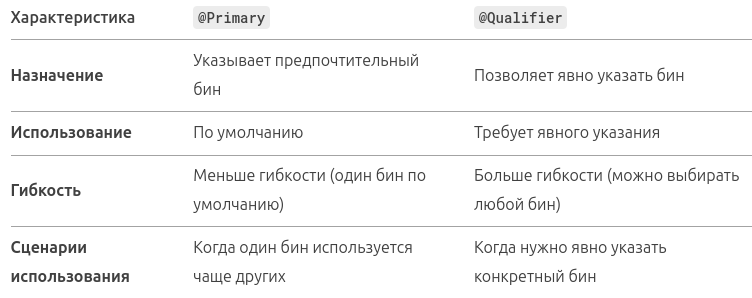 Характеристика @Primary @Qualifier
Назначение Указывает предпочтительный бин Позволяет явно указать бин
Использование По умолчанию Требует явного указания
Гибкость Меньше гибкости (один бин по умолчанию) Больше гибкости (можно выбирать любой бин)
Сценарии использования Когда один бин используется чаще других Когда нужно явно указать конкретный бин